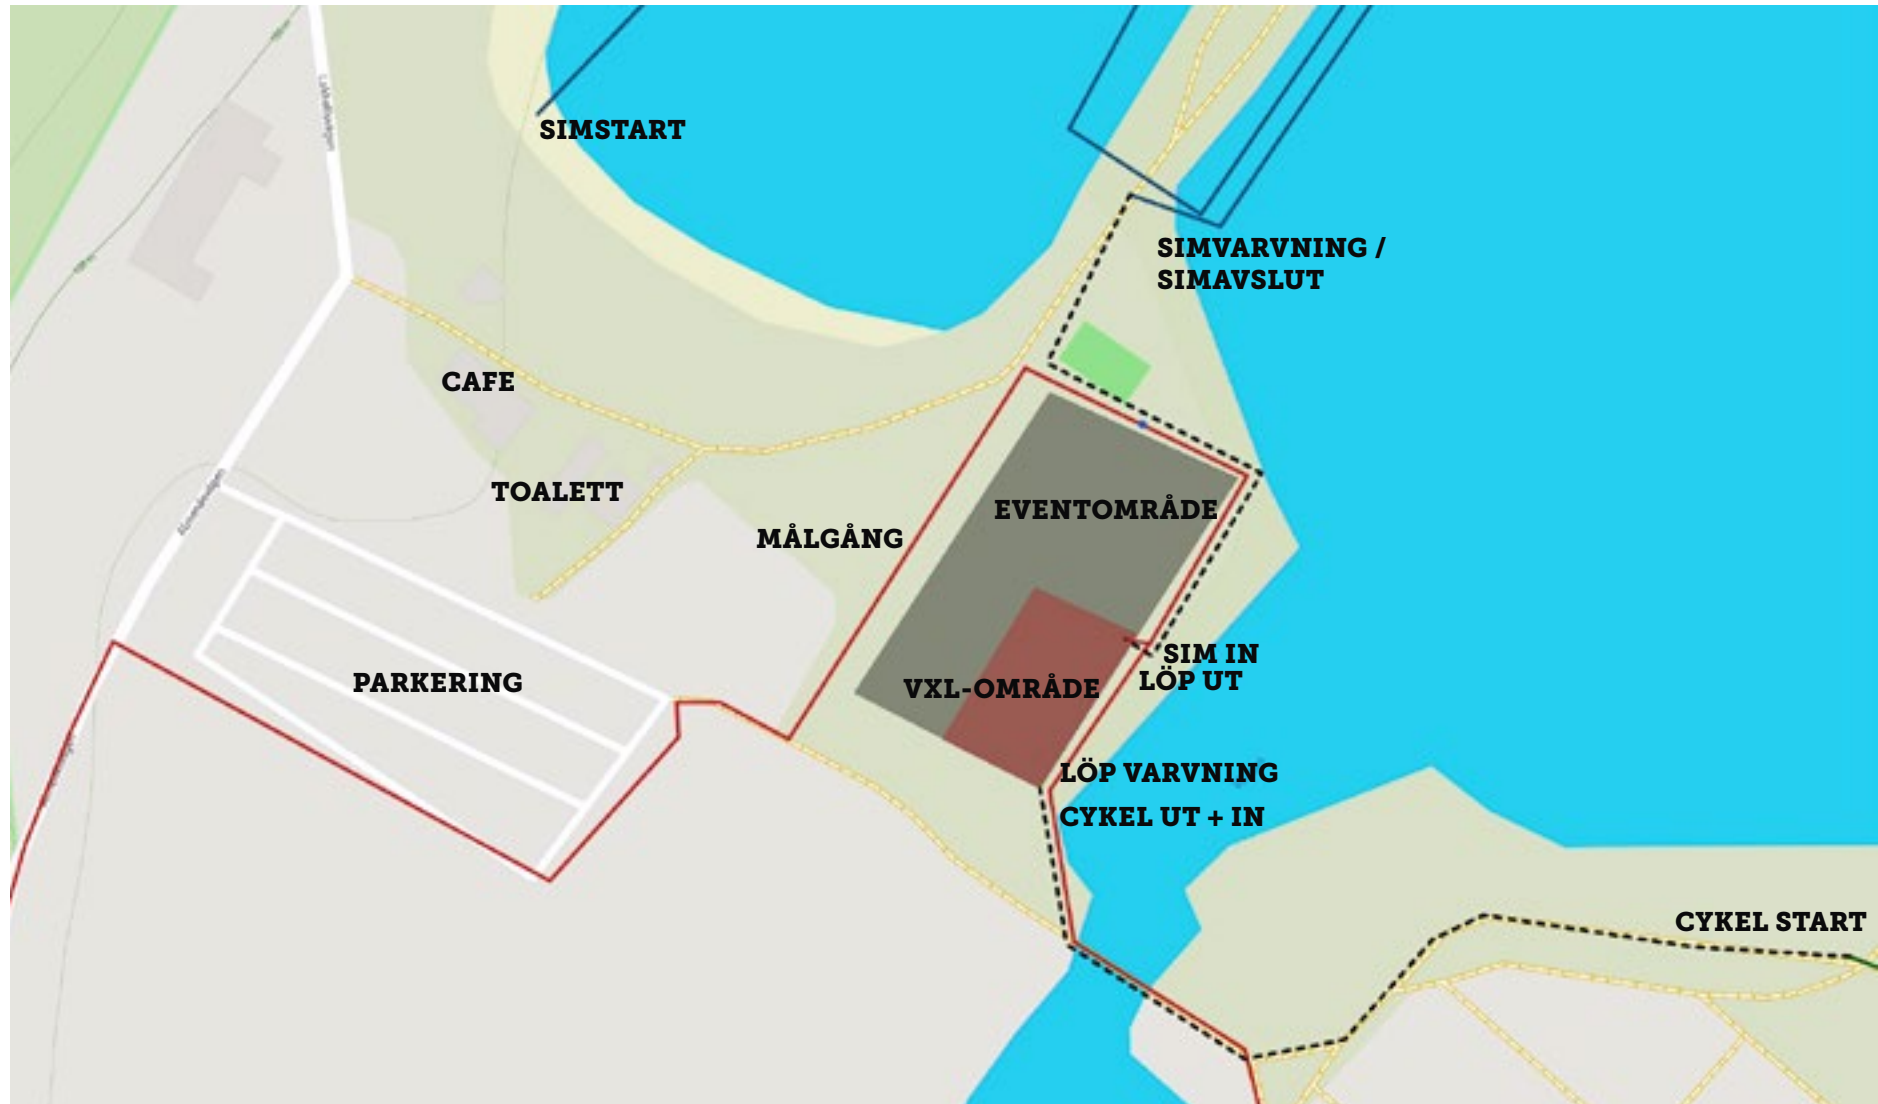 SIMSTART
SIMVARVNING /
SIMAVSLUT
CAFE
TOALETT
EVENTOMRÅDE
MÅLGÅNG
SIM IN
LÖP UT
PARKERING
VXL-OMRÅDE
LÖP VARVNING
CYKEL UT + IN
CYKEL START